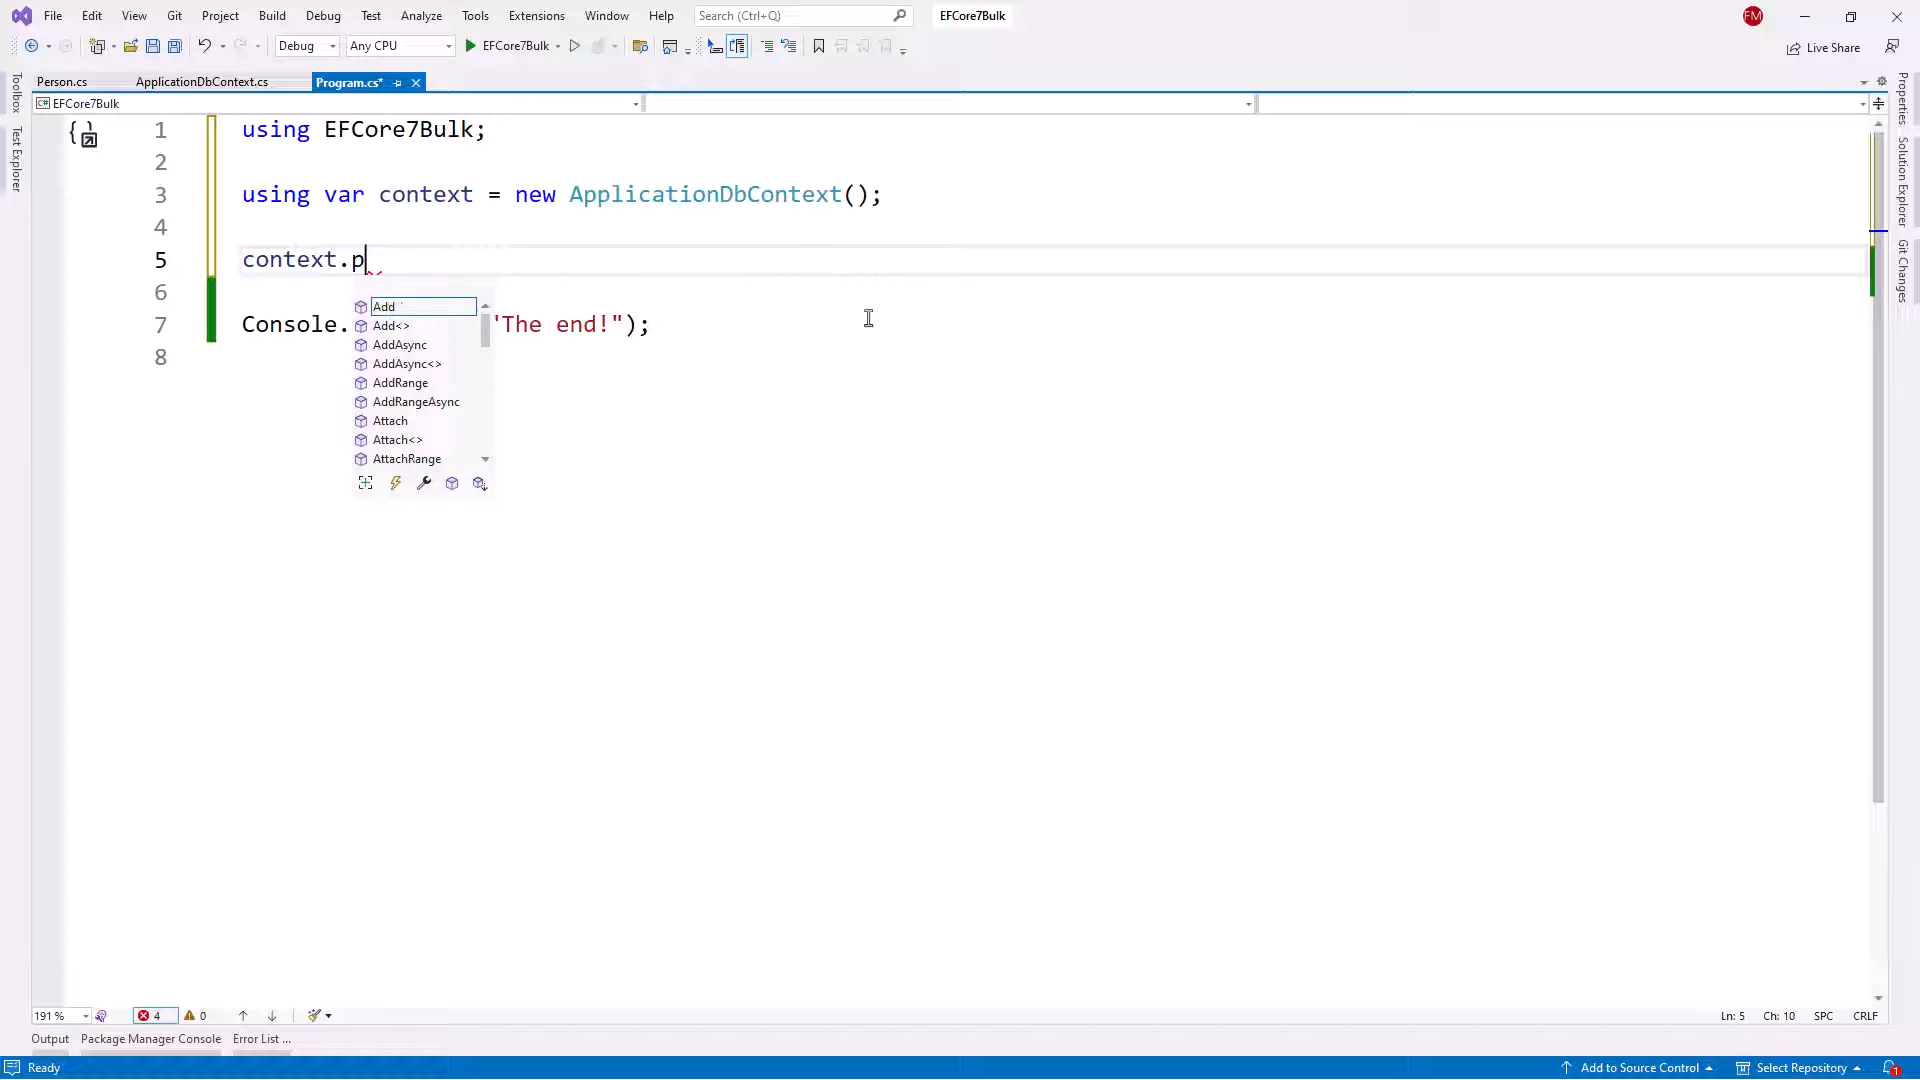 File Edit View Git Project Build Debug Test Analyze Tools Extensions Window Help Search (Ctrl+Q) EFCore7Bulk FM
Debug Any CPU EFCore7Bulk Live Share
Person.cs ApplicationDbContext.cs Program.cs*
EFCore7Bulk
Toolbox
Test Explorer
Properties
Solution Explorer
Git Changes
1 using EFCore7Bulk;
2
3 using var context = new ApplicationDbContext();
4
5 context.p
6
7 Console. "The end!");
8
Add
Add<>
AddAsync
AddAsync<>
AddRange
AddRangeAsync
Attach
Attach<>
AttachRange
191 % 4 0 Ln: 5 Ch: 10 SPC CRLF
Output Package Manager Console Error List ...
Ready Add to Source Control Select Repository 1